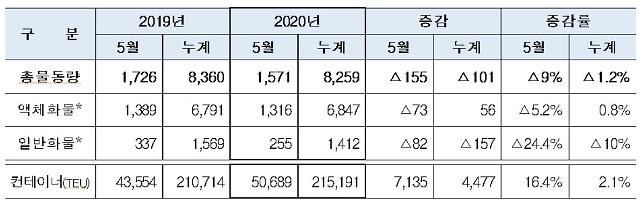 구 분 2019년 2020년 증감 증감률
5월 누계 5월 누계 5월 누계 5월 누계
총물동량 1,726 8,360 1,571 8,259 △155 △101 △9% △1.2%
액체화물* 1,389 6,791 1,316 6,847 △73 56 △5.2% 0.8%
일반화물* 337 1,569 255 1,412 △82 △157 △24.4% △10%
컨테이너(TEU) 43,554 210,714 50,689 215,191 7,135 4,477 16.4% 2.1%